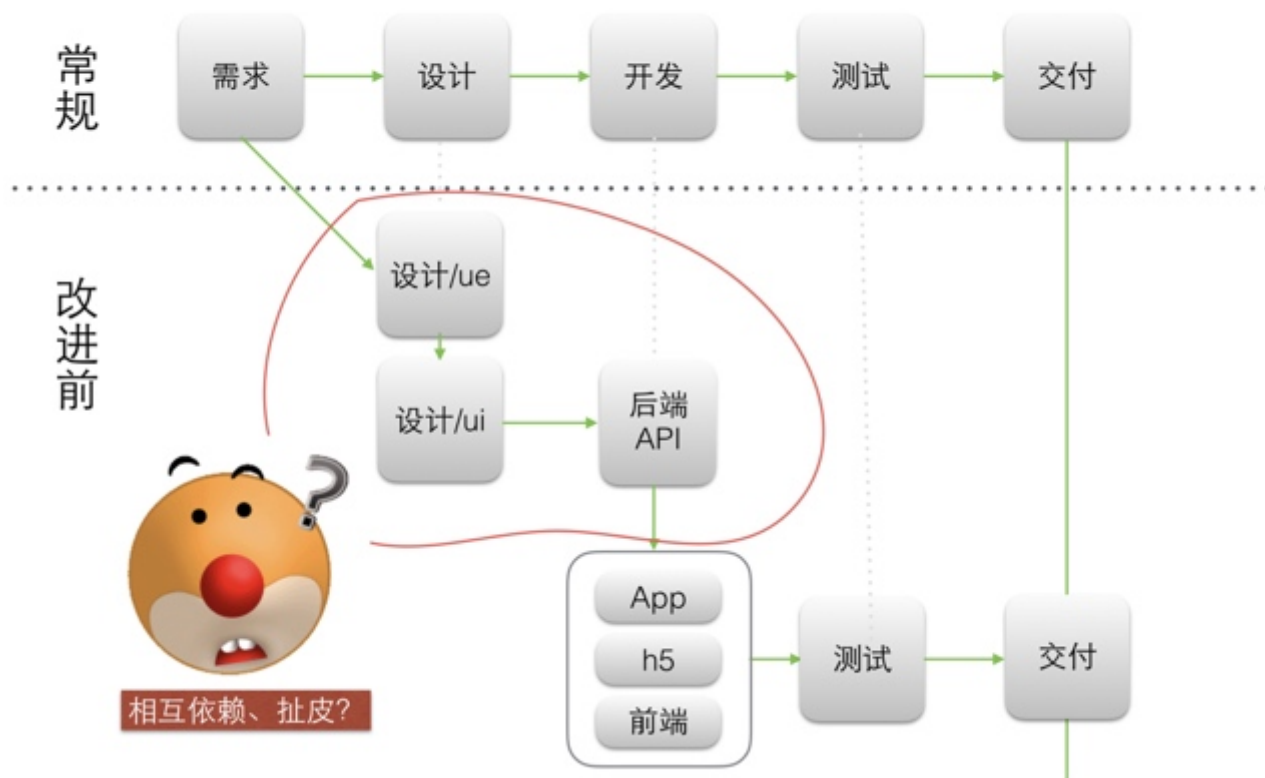 常规
需求
设计
开发
测试
交付
改进前
设计/ue
设计/ui
后端
API
App
h5
前端
测试
交付
相互依赖、扯皮?